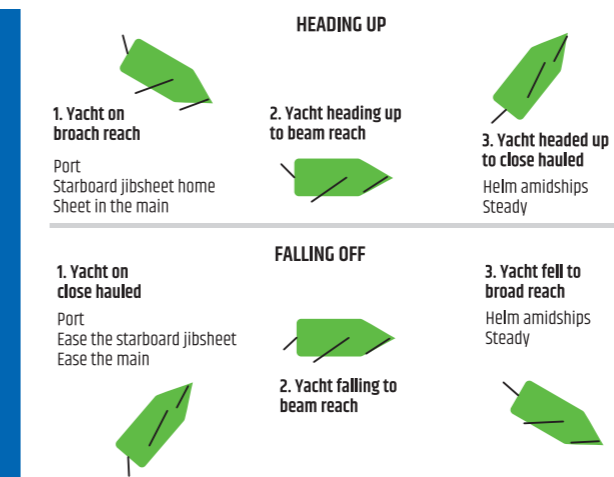 HEADING UP
1. Yacht on
broach reach
Port
Starboard jibsheet home
Sheet in the main
2. Yacht heading up
to beam reach
3. Yacht headed up
to close hauled
Helm amidships
Steady
FALLING OFF
1. Yacht on
close hauled
Port
Ease the starboard jibsheet
Ease the main
2. Yacht falling to
beam reach
3. Yacht fell to
broad reach
Helm amidships
Steady